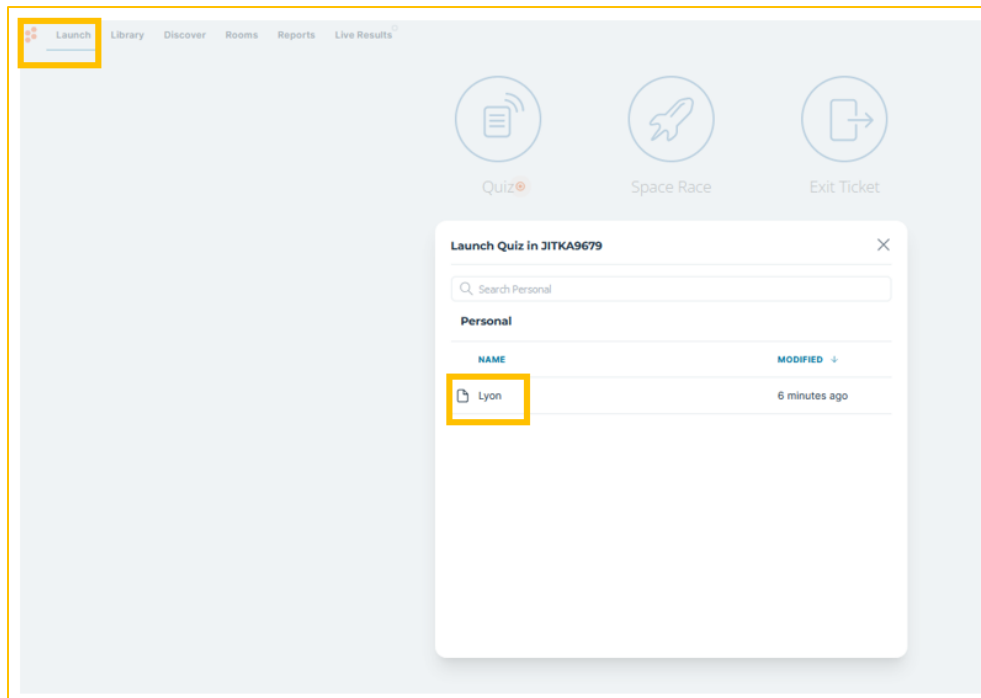 Launch Library Discover Rooms Reports Live Results
Quiz Space Race Exit Ticket
Launch Quiz in JITKA9679
Search Personal
Personal
NAME MODIFIED
Lyon 6 minutes ago